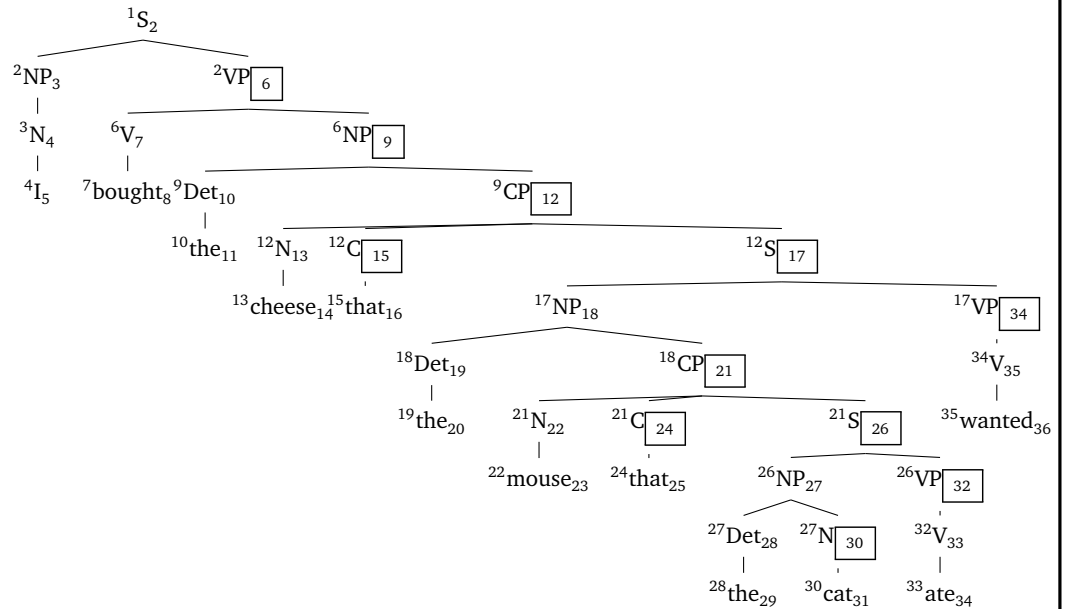 ¹S₂
²NP₃ ²VP 6
³N₄ ⁶V₇ ⁶NP 9
⁴I₅ ⁷bought₈ ⁹Det₁₀ ⁹CP 12
¹⁰the₁₁ ¹²N₁₃ ¹²C 15 ¹²S 17
¹³cheese₁₄ ¹⁵that₁₆ ¹⁷NP₁₈ ¹⁷VP 34
¹⁸Det₁₉ ¹⁸CP 21 ³⁴V₃₅
¹⁹the₂₀ ²¹N₂₂ ²¹C 24 ²¹S 26 ³⁵wanted₃₆
²²mouse₂₃ ²⁴that₂₅ ²⁶NP₂₇ ²⁶VP 32
²⁷Det₂₈ ²⁷N 30 ³²V₃₃
²⁸the₂₉ ³⁰cat₃₁ ³³ate₃₄